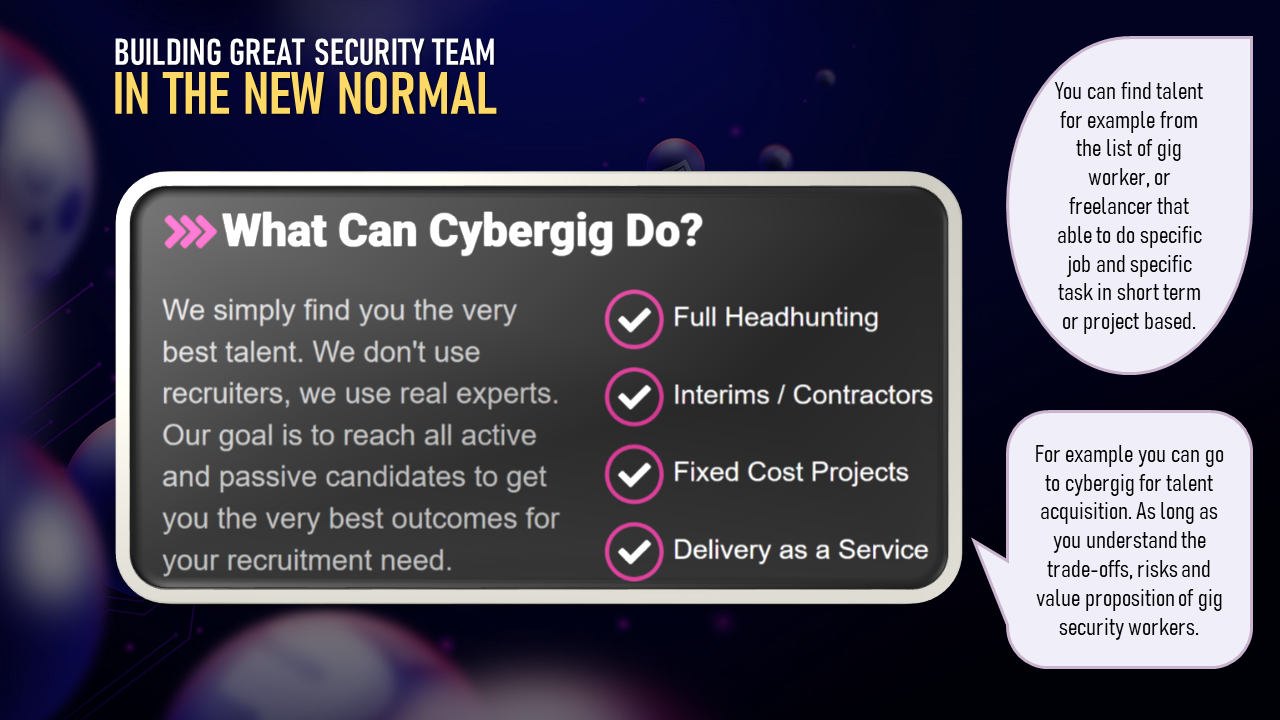 BUILDING GREAT SECURITY TEAM
IN THE NEW NORMAL
What Can Cybergig Do?
We simply find you the very
best talent. We don't use
recruiters, we use real experts.
Our goal is to reach all active
and passive candidates to get
you the very best outcomes for
your recruitment need.
Full Headhunting
Interims / Contractors
Fixed Cost Projects
Delivery as a Service
You can find talent
for example from
the list of gig
worker, or
freelancer that
able to do specific
job and specific
task in short term
or project based.
For example you can go
to cybergig for talent
acquisition. As long as
you understand the
trade-offs, risks and
value proposition of gig
security workers.